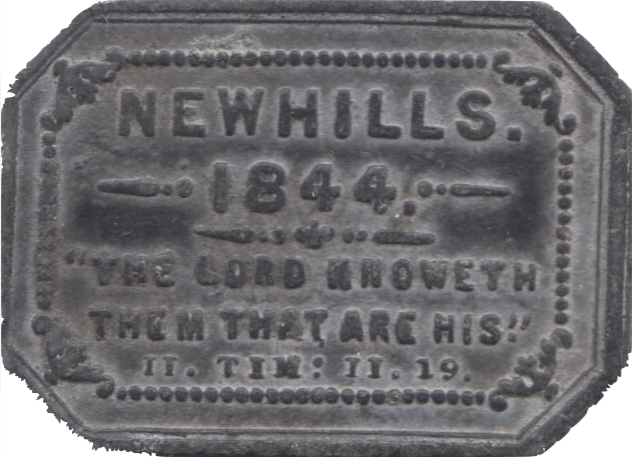 NEWHILLS.
1844.
"THE LORD KNOWETH
THEM THAT ARE HIS."
II. TIM: II. 19.